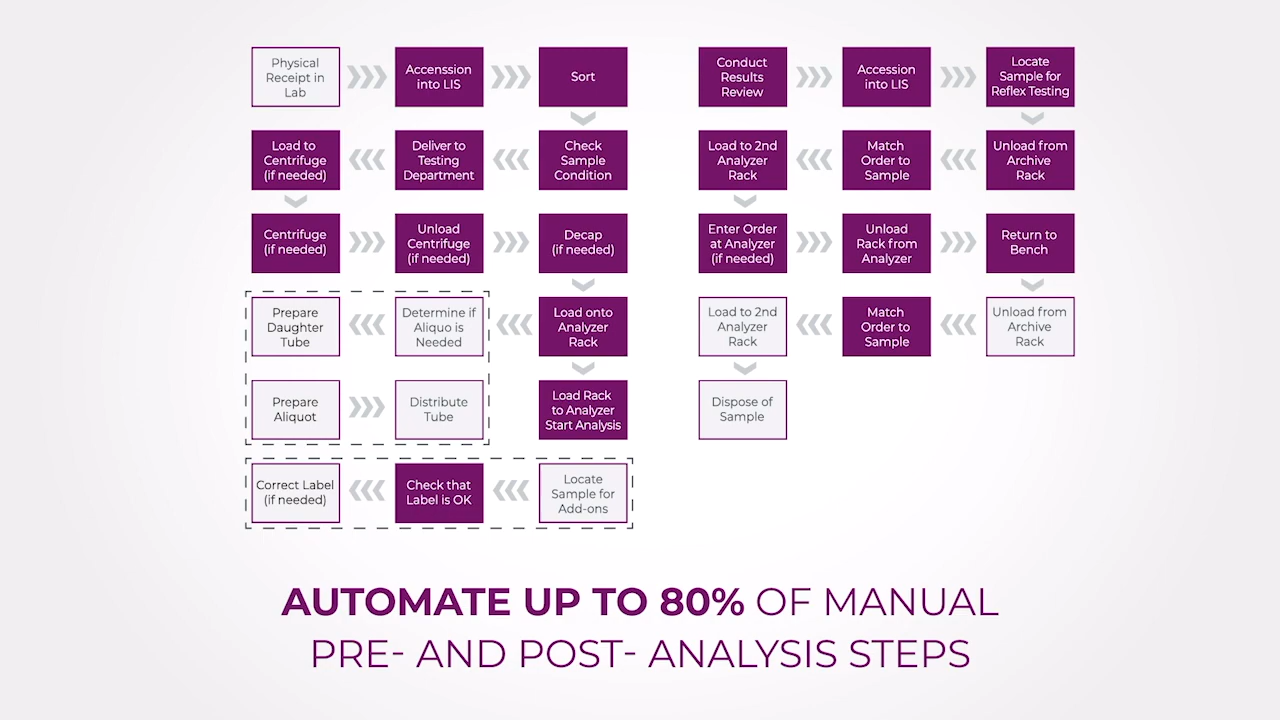 Physical
Receipt in
Lab
Accenssion
into LIS
Sort
Load to
Centrifuge
(if needed)
Deliver to
Testing
Department
Check
Sample
Condition
Centrifuge
(if needed)
Unload
Centrifuge
(if needed)
Decap
(if needed)
Prepare
Daughter
Tube
Determine if
Aliquo is
Needed
Load onto
Analyzer
Rack
Prepare
Aliquot
Distribute
Tube
Load Rack
to Analyzer
Start Analysis
Correct Label
(if needed)
Check that
Label is OK
Locate
Sample for
Add-ons
Conduct
Results
Review
Accession
into LIS
Locate
Sample for
Reflex Testing
Load to 2nd
Analyzer
Rack
Match
Order to
Sample
Unload from
Archive
Rack
Enter Order
at Analyzer
(if needed)
Unload
Rack from
Analyzer
Return to
Bench
Load to 2nd
Analyzer
Rack
Match
Order to
Sample
Unload from
Archive
Rack
Dispose of
Sample
AUTOMATE UP TO 80% OF MANUAL
PRE- AND POST- ANALYSIS STEPS